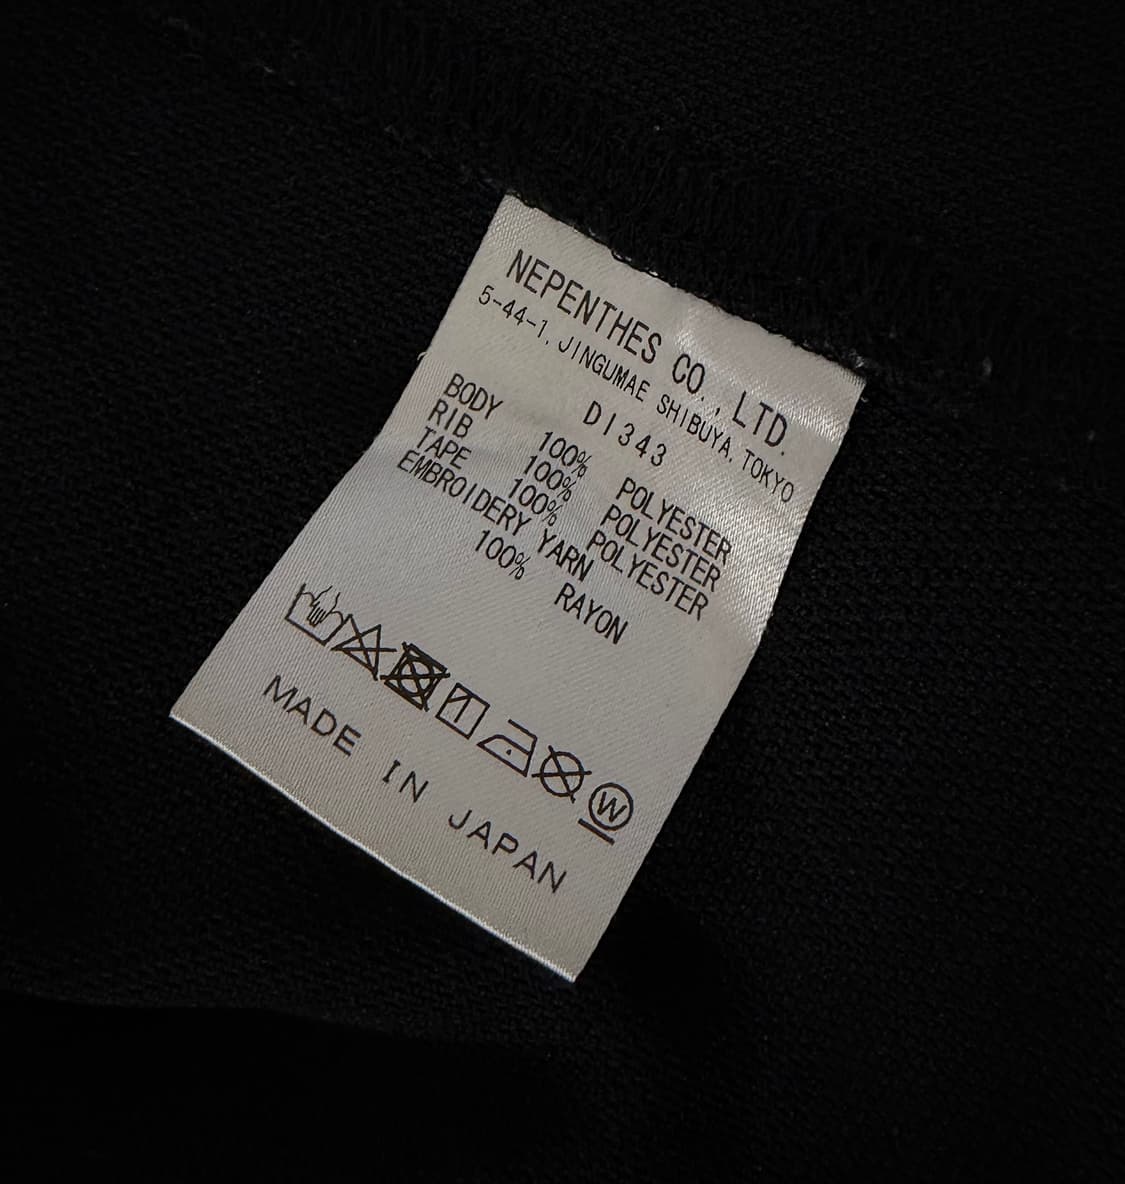 NEPENTHES CO., LTD.
5-44-1, JINGUMAE SHIBUYA, TOKYO
DI343
BODY 100% POLYESTER
RIB 100% POLYESTER
TAPE 100% POLYESTER
EMBROIDERY YARN
100% RAYON
W
MADE IN JAPAN